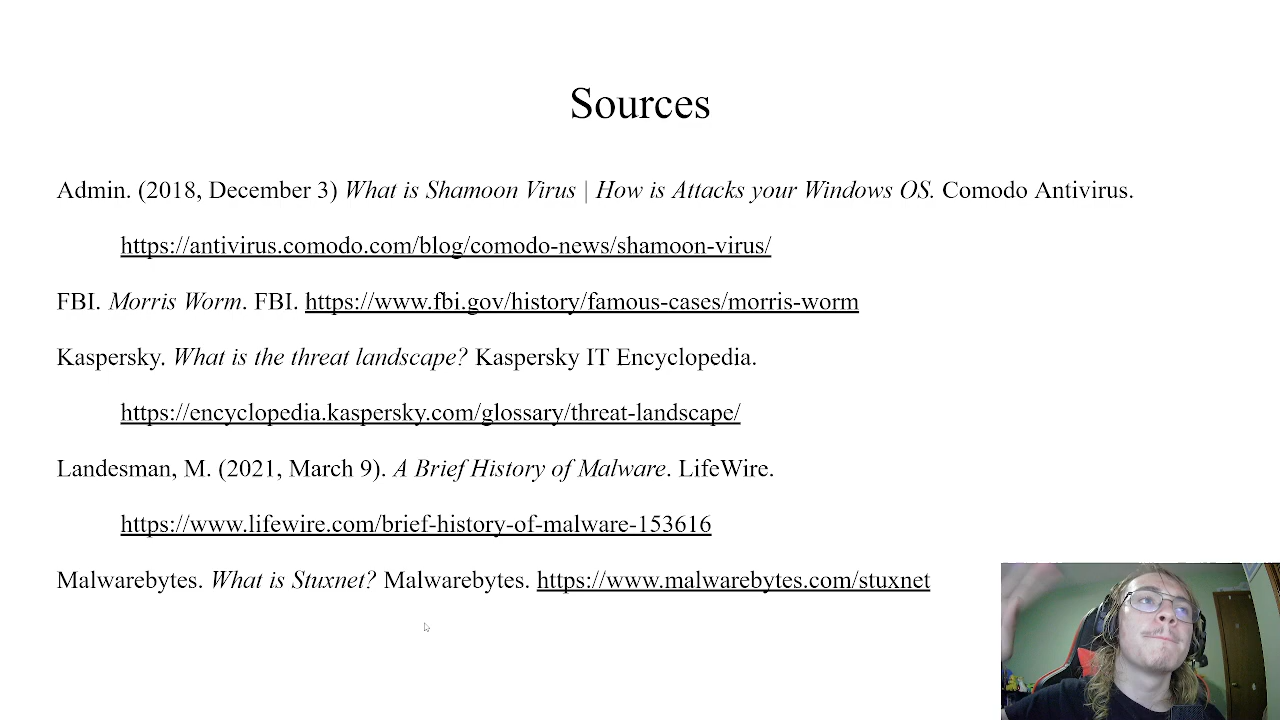 Sources
Admin. (2018, December 3) What is Shamoon Virus | How is Attacks your Windows OS. Comodo Antivirus.
https://antivirus.comodo.com/blog/comodo-news/shamoon-virus/
FBI. Morris Worm. FBI. https://www.fbi.gov/history/famous-cases/morris-worm
Kaspersky. What is the threat landscape? Kaspersky IT Encyclopedia.
https://encyclopedia.kaspersky.com/glossary/threat-landscape/
Landesman, M. (2021, March 9). A Brief History of Malware. LifeWire.
https://www.lifewire.com/brief-history-of-malware-153616
Malwarebytes. What is Stuxnet? Malwarebytes. https://www.malwarebytes.com/stuxnet